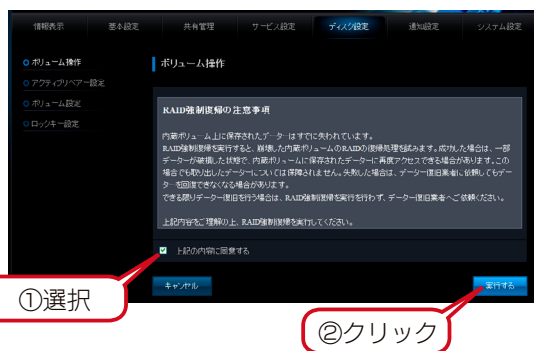 情報表示 基本設定 共有管理 サービス設定 ディスク設定 通知設定 システム設定
ボリューム操作
アクティブリペアー設定
ボリューム設定
ロックキー設定
ボリューム操作
RAID強制復帰の注意事項
内蔵ボリューム上に保存されたデーターはすでに失われています。
RAID強制復帰を実行すると、崩壊した内蔵ボリュームのRAIDの復帰処理を試みます。成功した場合は、一部
データーが破損した状態で、内蔵ボリュームに保存されたデーターに再度アクセスできる場合があります。この
場合でも取り出したデーターについては保障されません。失敗した場合は、データー復旧業者に依頼してもデー
ターを回復できなくなる場合があります。
できる限りデーター復旧を行う場合は、RAID強制復帰を実行を行わず、データー復旧業者へご依頼ください。
上記内容をご理解の上、RAID強制復帰を実行してください。
上記の内容に同意する
キャンセル 実行する
①選択
②クリック